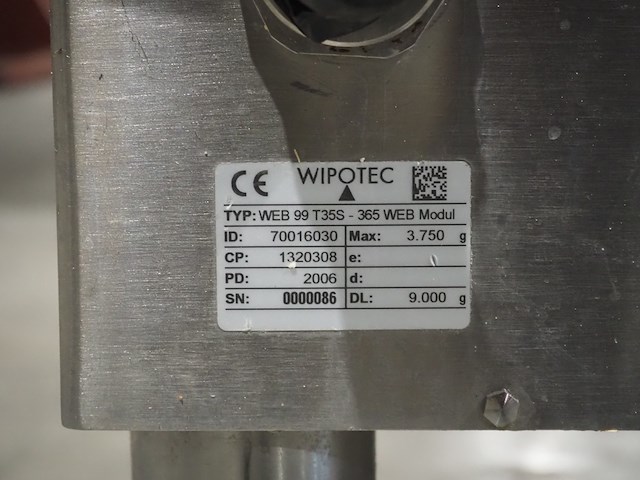 CE WIPOTEC
TYP: WEB 99 T35S - 365 WEB Modul
ID: 70016030 Max: 3.750 g
CP: 1320308 e:
PD: 2006 d:
SN: 0000086 DL: 9.000 g